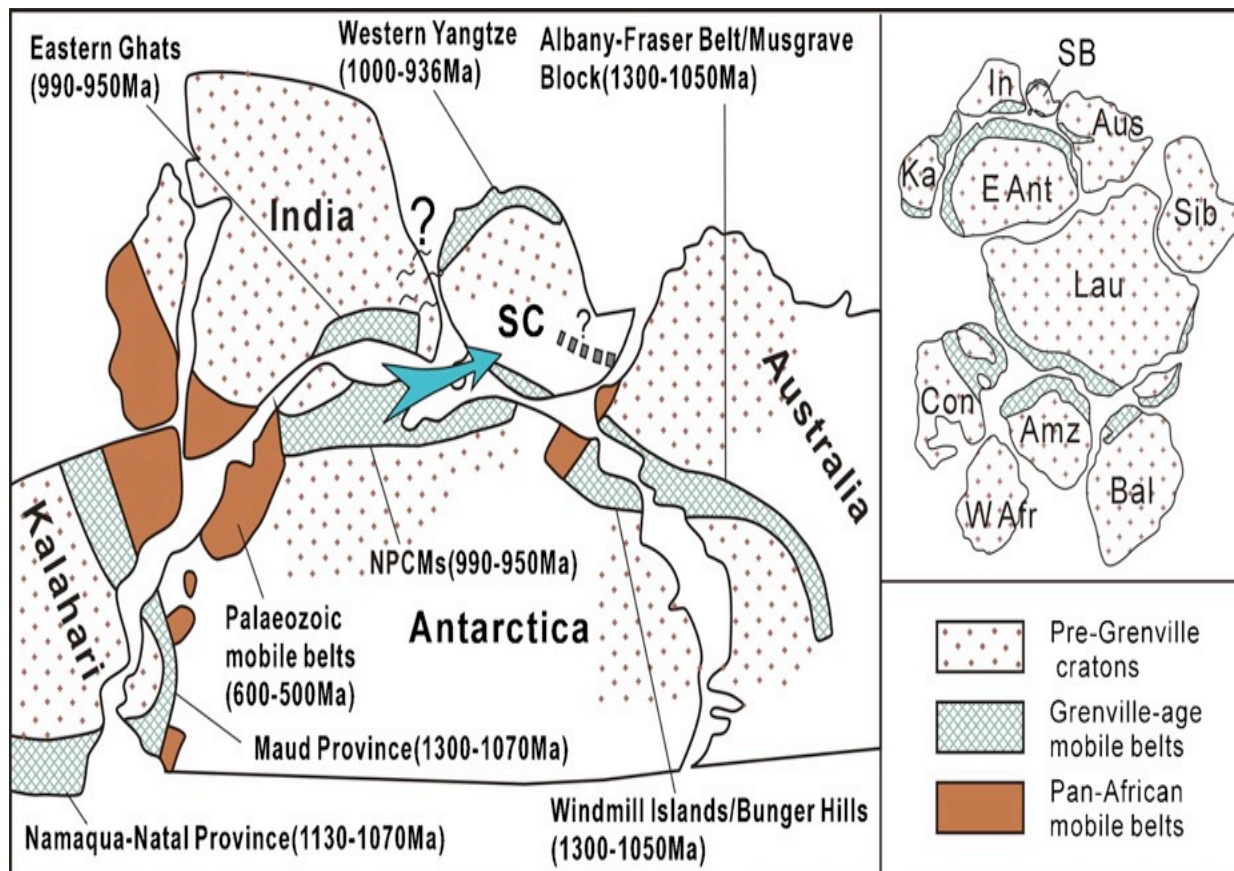 Eastern Ghats
(990-950Ma)
Western Yangtze
(1000-936Ma)
Albany-Fraser Belt/Musgrave
Block(1300-1050Ma)
India
?
SC
?
Australia
Kalahari
NPCMs(990-950Ma)
Antarctica
Palaeozoic
mobile belts
(600-500Ma)
Maud Province(1300-1070Ma)
Namaqua-Natal Province(1130-1070Ma)
Windmill Islands/Bunger Hills
(1300-1050Ma)
SB
In
Aus
Ka
E Ant
Sib
Lau
Con
Amz
Bal
W Afr
Pre-Grenville
cratons
Grenville-age
mobile belts
Pan-African
mobile belts